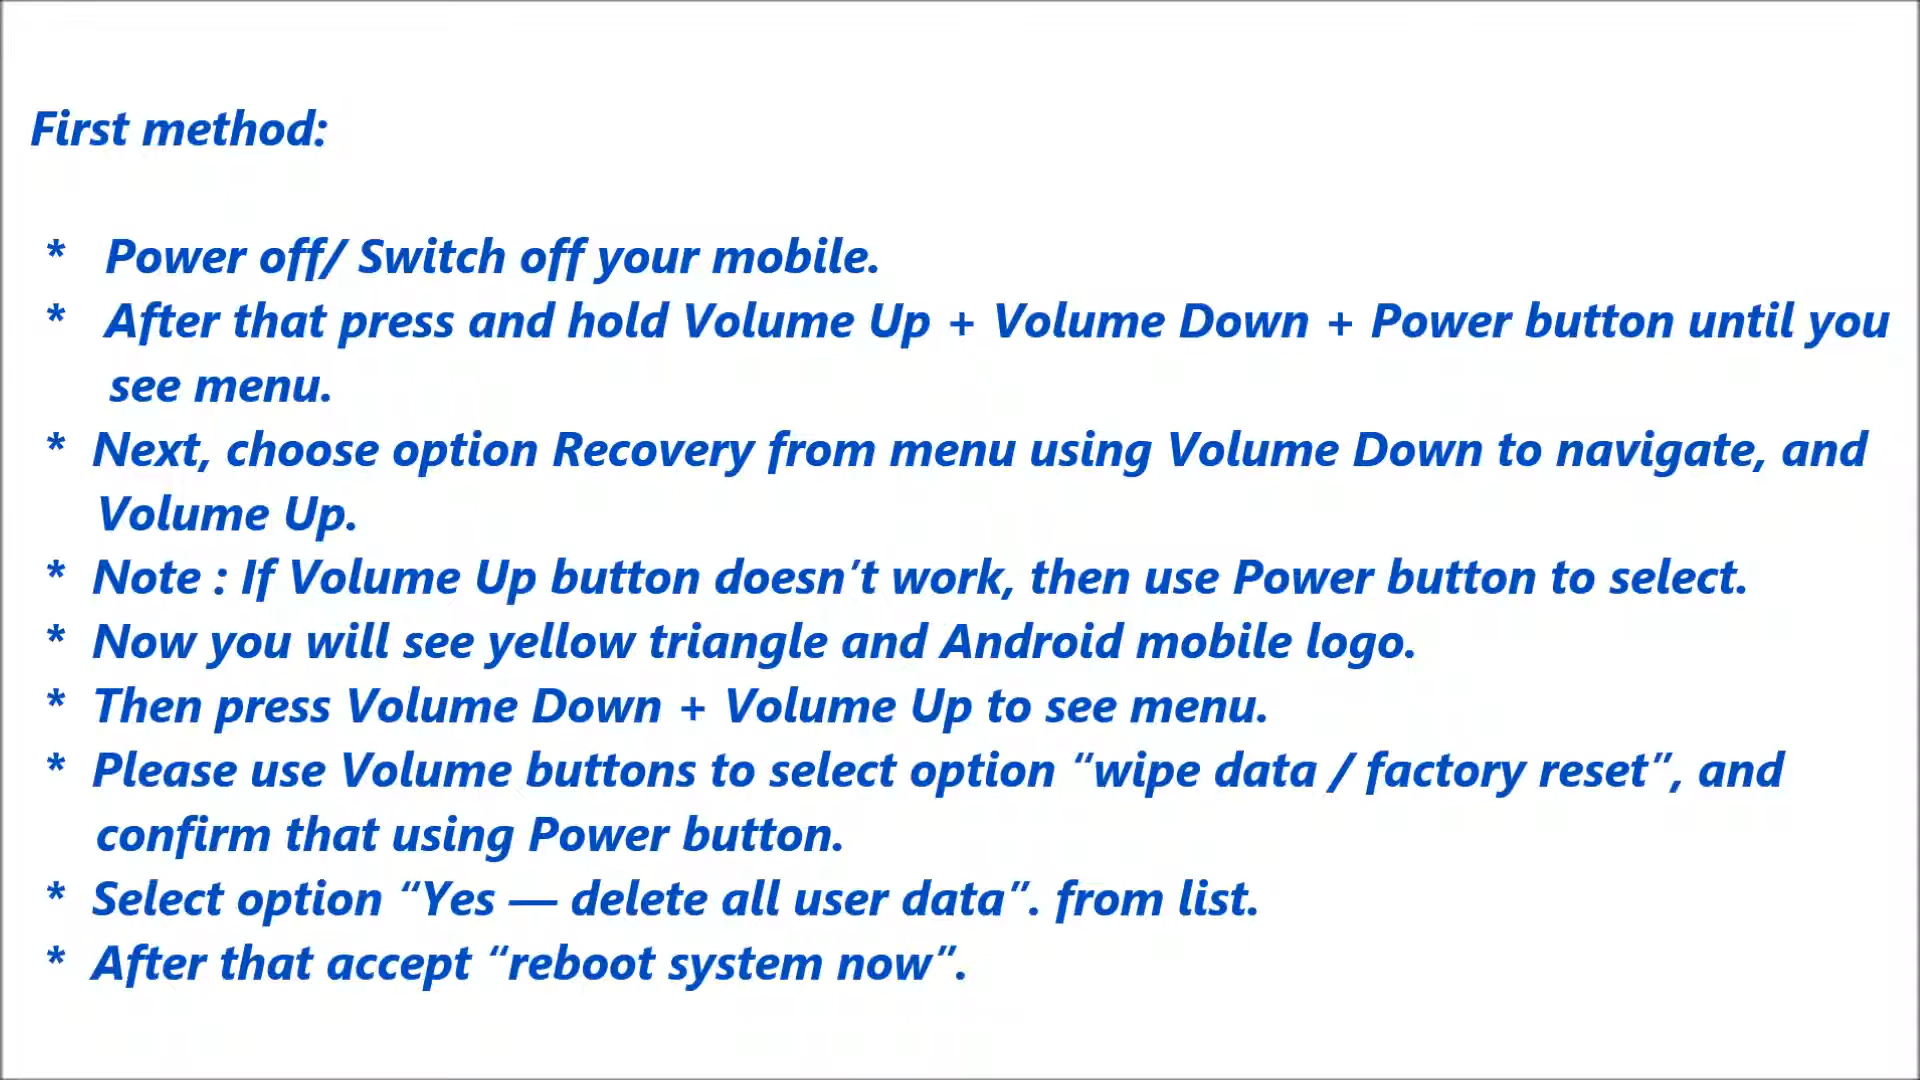 First method:
* Power off/ Switch off your mobile.
* After that press and hold Volume Up + Volume Down + Power button until you
see menu.
* Next, choose option Recovery from menu using Volume Down to navigate, and
Volume Up.
* Note : If Volume Up button doesn’t work, then use Power button to select.
* Now you will see yellow triangle and Android mobile logo.
* Then press Volume Down + Volume Up to see menu.
* Please use Volume buttons to select option “wipe data / factory reset”, and
confirm that using Power button.
* Select option “Yes — delete all user data”. from list.
* After that accept “reboot system now”.